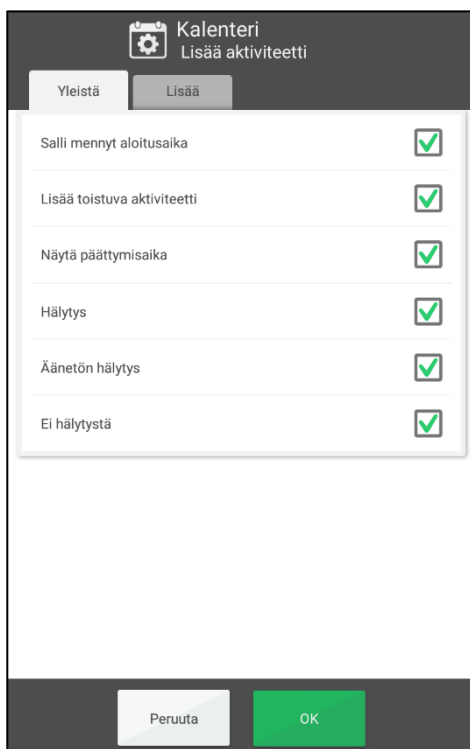 Kalenteri
Lisää aktiviteetti
Yleistä
Lisää
Salli mennyt aloitusaika
Lisää toistuva aktiviteetti
Näytä päättymisaika
Hälytys
Äänetön hälytys
Ei hälytystä
Peruuta
OK